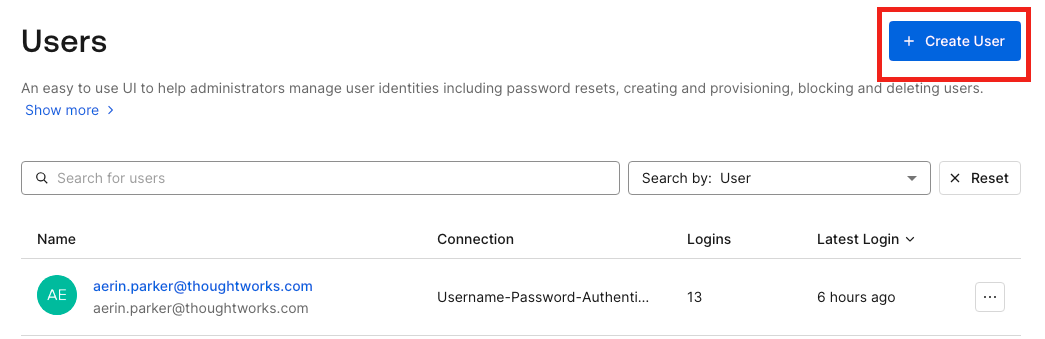 Users
+ Create User
An easy to use UI to help administrators manage user identities including password resets, creating and provisioning, blocking and deleting users.
Show more
Search for users
Search by: User
Reset
Name Connection Logins Latest Login
AE
aerin.parker@thoughtworks.com
aerin.parker@thoughtworks.com
Username-Password-Authenti... 13 6 hours ago ...